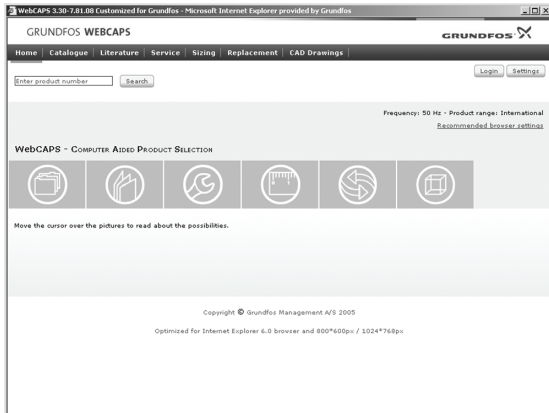 WebCAPS 3.30-7.81.08 Customized for Grundfos - Microsoft Internet Explorer provided by Grundfos
GRUNDFOS WEBCAPS
GRUNDFOS
Home Catalogue Literature Service Sizing Replacement CAD Drawings
Login Settings
Enter product number Search
Frequency: 50 Hz - Product range: International
Recommended browser settings
WebCAPS - Computer Aided Product Selection
Move the cursor over the pictures to read about the possibilities.
Copyright © Grundfos Management A/S 2005
Optimized for Internet Explorer 6.0 browser and 800*600px / 1024*768px